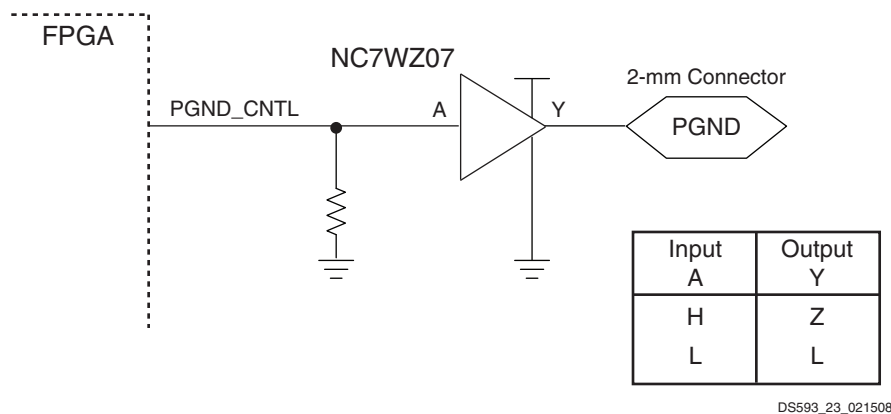 FPGA
NC7WZ07
2-mm Connector
PGND_CNTL
A
Y
PGND
Input Output
A Y
H Z
L L
DS593_23_021508